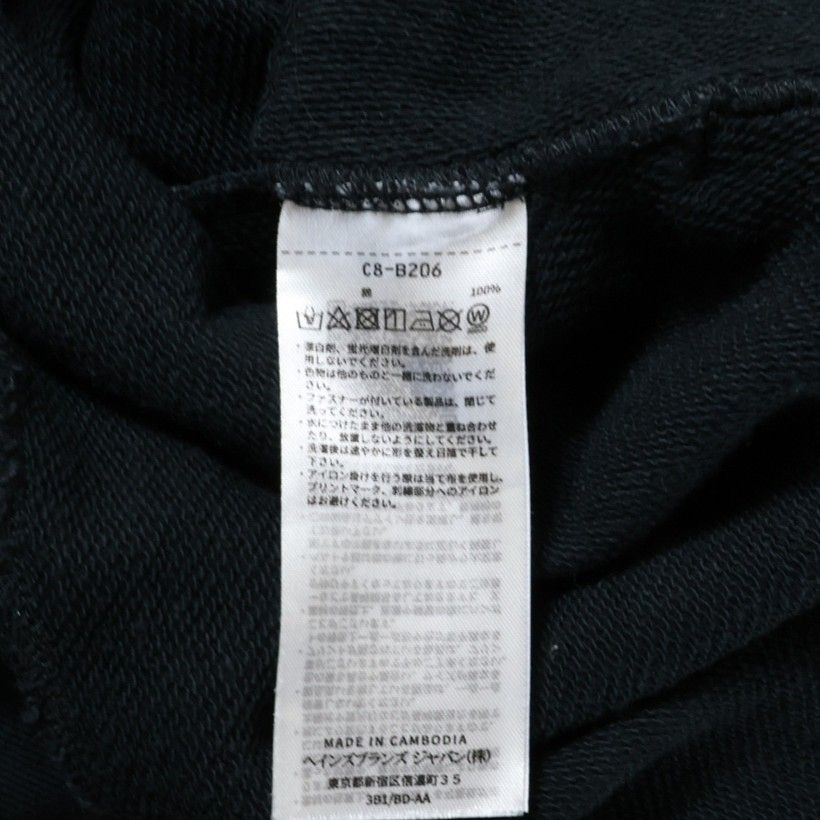 C8-B206
綿 100%
・漂白剤、蛍光増白剤を含んだ洗剤は、使
用しないでください。
・色物は他のものと一緒に洗わないでくだ
さい。
・ファスナーが付いている製品は、閉じて
洗ってください。
・水につけたまま他の洗濯物と重ね合わせ
たり、放置しないようにしてください。
・洗濯後は速やかに形を整え日陰で干して
下さい。
・アイロン掛けを行う際は当て布を使用し、
プリントマーク、刺繍部分へのアイロン
はお避けください。
MADE IN CAMBODIA
ヘインズブランズ ジャパン(株)
東京都新宿区信濃町35
3B1/BD-AA